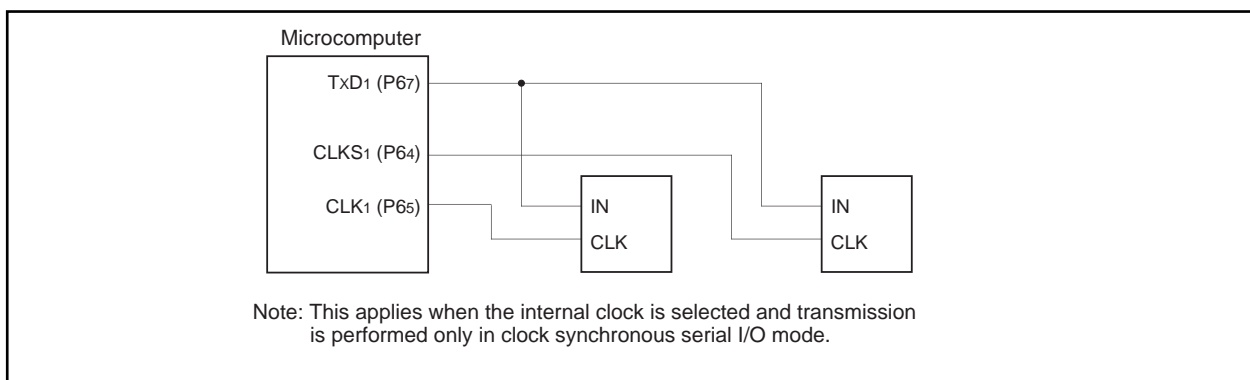 Microcomputer
TXD1 (P67)
CLKS1 (P64)
CLK1 (P65)
IN
CLK
IN
CLK
Note: This applies when the internal clock is selected and transmission
is performed only in clock synchronous serial I/O mode.